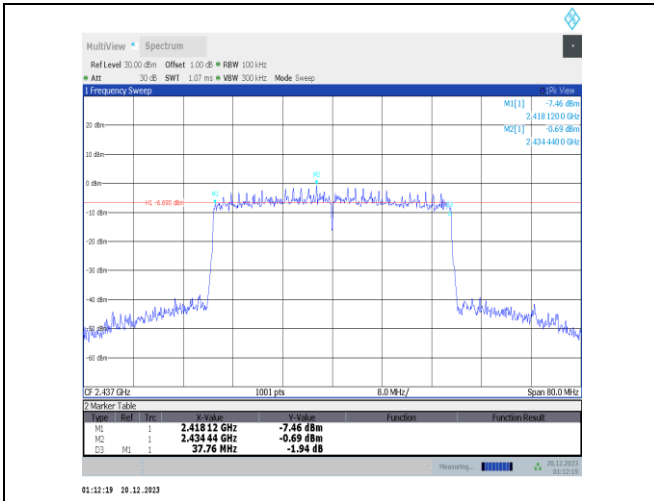 MultiView Spectrum
Ref Level 30.00 dBm Offset 1.00 dB RBW 100 kHz
Att 30 dB SWT 1.07 ms VBW 300 kHz Mode Sweep
1 Frequency Sweep 1Pk View
M1[1] -7.46 dBm
2.418 1200 GHz
20 dBm M2[1] -0.69 dBm
2.434 4400 GHz
10 dBm
M2
0 dBm
M1
H1 -6.690 dBm
-10 dBm
-20 dBm
-30 dBm
-40 dBm
-50 dBm
-60 dBm
CF 2.437 GHz 1001 pts 8.0 MHz/ Span 80.0 MHz
2 Marker Table
Type Ref Trc X-Value Y-Value Function Function Result
M1 1 2.418 12 GHz -7.46 dBm
M2 1 2.434 44 GHz -0.69 dBm
D3 M1 1 37.76 MHz -1.94 dB
Measuring... 20.12.2023
01:12:19
01:12:19 20.12.2023